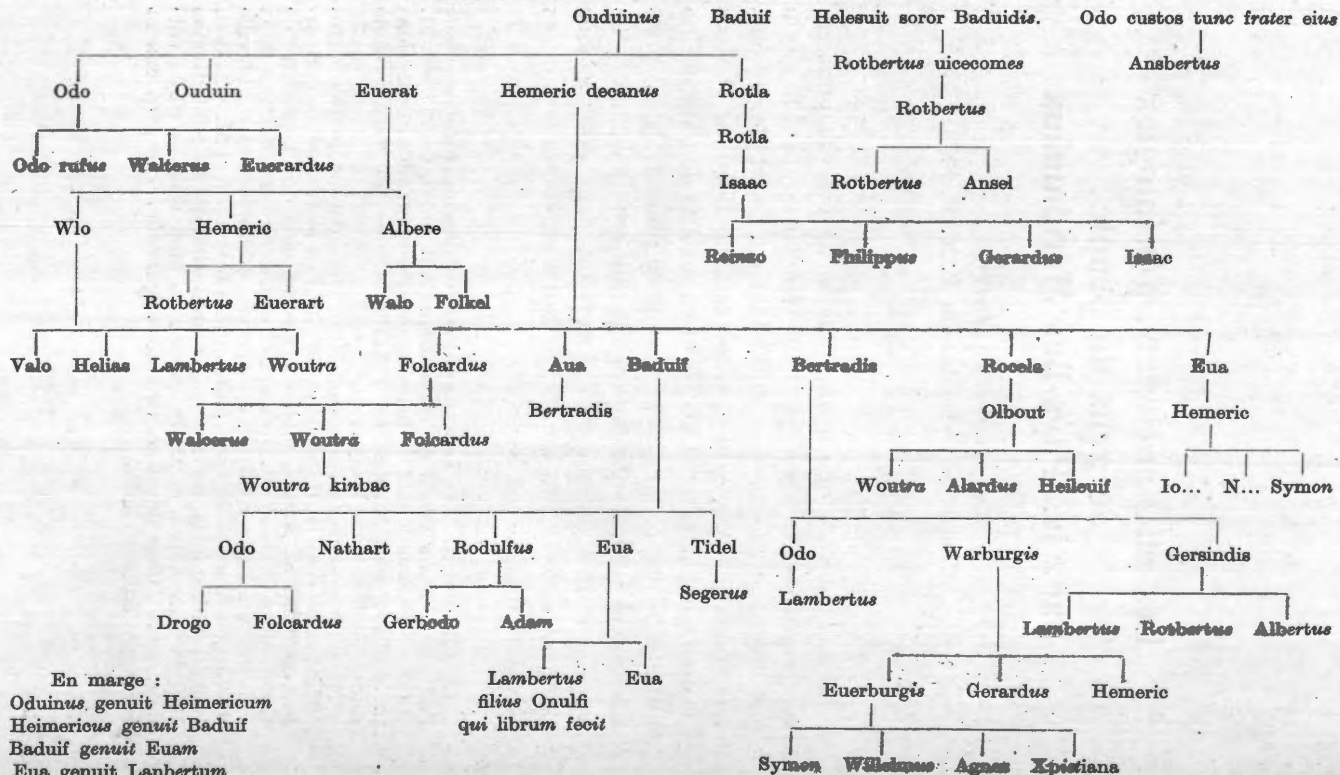 Ouduinus Baduif Helesuit soror Baduidis. Odo custos tunc frater eius
Rotbertus uicecomes Ansbertus
Odo Ouduin Euerat Hemeric decanus Rotla
Rotbertus
Rotla
Odo rufus Walterus Euerardus
Isaac Rotbertus Ansel
Wlo Hemeric Albere
Reinzo Philippus Gerardus Isaac
Rotbertus Euerart Walo Folkel
Valo Helias Lambertus Woutra Folcardus Aua Baduif Bertradis Rocela Eua
Bertradis Olbout Hemeric
Walcerus Woutra Folcardus
Woutra kinbac Woutra Alardus Heileuif Io... N... Symon
Odo Nathart Rodulfus Eua Tidel Odo Warburgis Gersindis
Segerus Lambertus
Drogo Folcardus Gerbodo Adam Lambertus Rotbertus Albertus
En marge :
Lambertus Eua
filius Onulfi
qui librum fecit
Euerburgis Gerardus Hemeric
Oduinus genuit Heimericum
Heimericus genuit Baduif
Baduif genuit Euam
Eua genuit Lanbertum
Symon Agnes Xpistiana